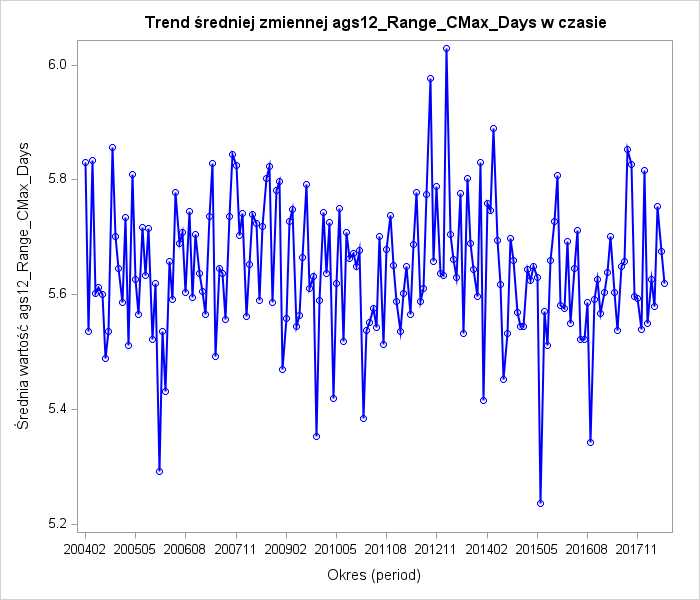 Trend średniej zmiennej ags12_Range_CMax_Days w czasie
6.0
5.8
5.6
5.4
5.2
Średnia wartość ags12_Range_CMax_Days
200402 200505 200608 200711 200902 201005 201108 201211 201402 201505 201608 201711
Okres (period)